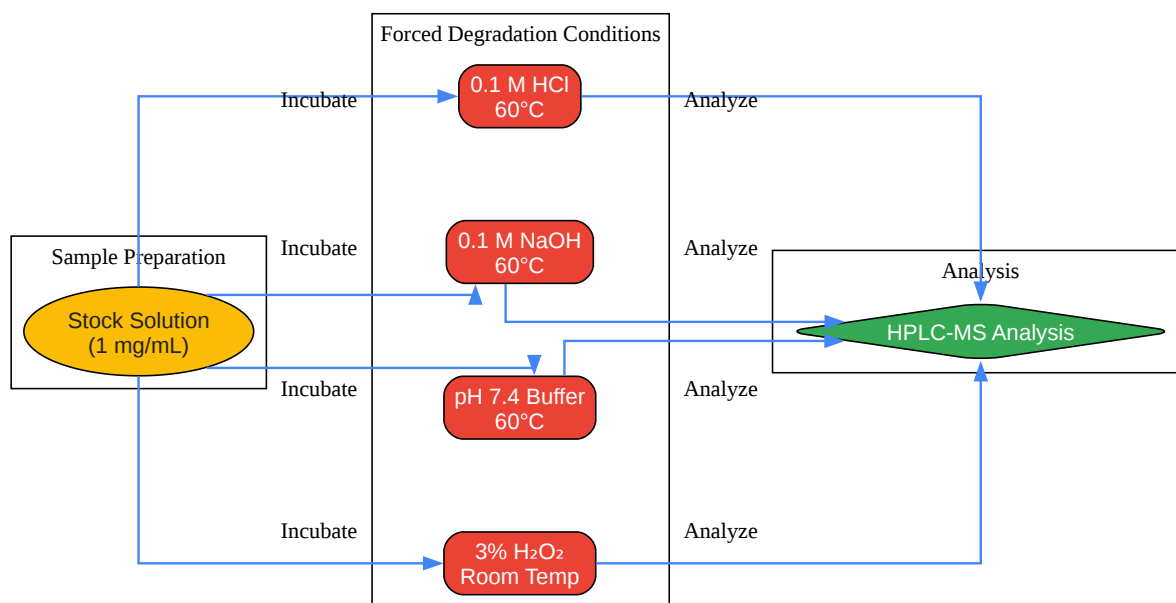 Forced Degradation Conditions
Incubate
0.1 M HCl
60°C
Analyze
Sample Preparation
Incubate
0.1 M NaOH
60°C
Analyze
Analysis
Stock Solution
(1 mg/mL)
HPLC-MS Analysis
Incubate
pH 7.4 Buffer
60°C
Analyze
Incubate
3% H₂O₂
Room Temp
Analyze